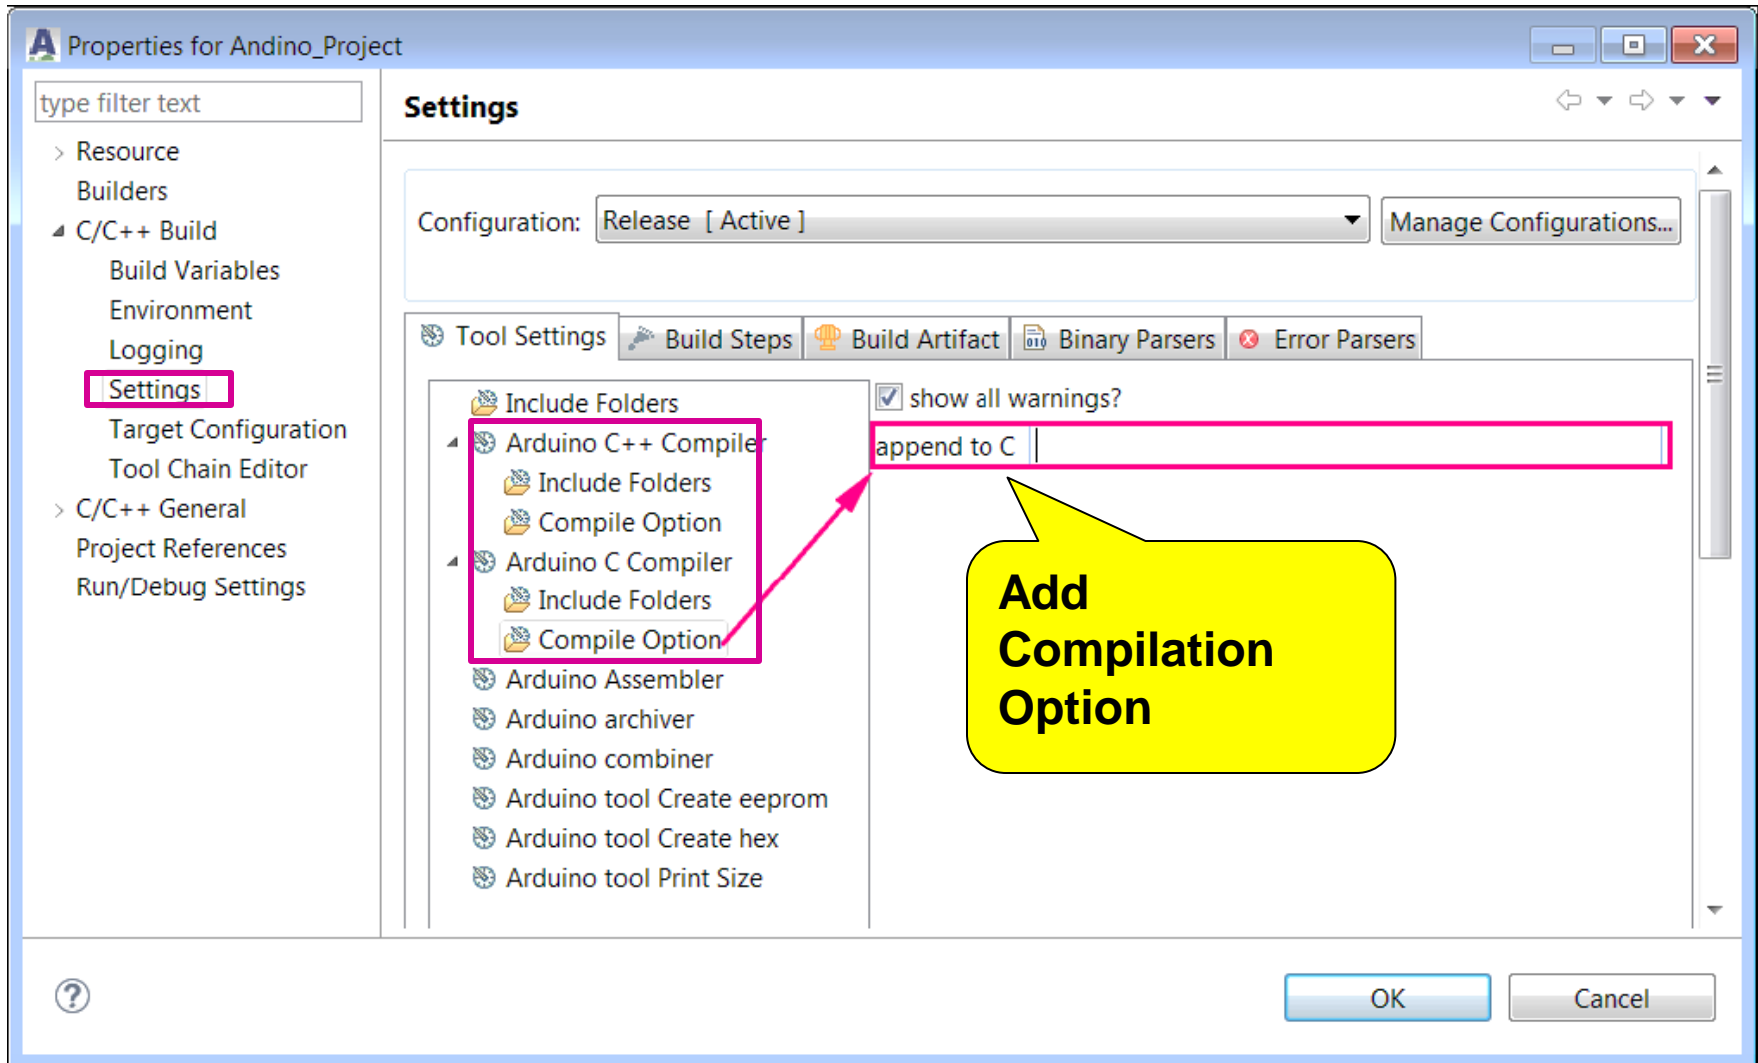 Properties for Andino_Project
type filter text
Resource
Builders
C/C++ Build
Build Variables
Environment
Logging
Settings
Target Configuration
Tool Chain Editor
C/C++ General
Project References
Run/Debug Settings
Settings
Configuration:
Release [ Active ]
Manage Configurations...
Tool Settings
Build Steps
Build Artifact
Binary Parsers
Error Parsers
Include Folders
Arduino C++ Compiler
Include Folders
Compile Option
Arduino C Compiler
Include Folders
Compile Option
Arduino Assembler
Arduino archiver
Arduino combiner
Arduino tool Create eeprom
Arduino tool Create hex
Arduino tool Print Size
show all warnings?
append to C
Add
Compilation
Option
OK
Cancel